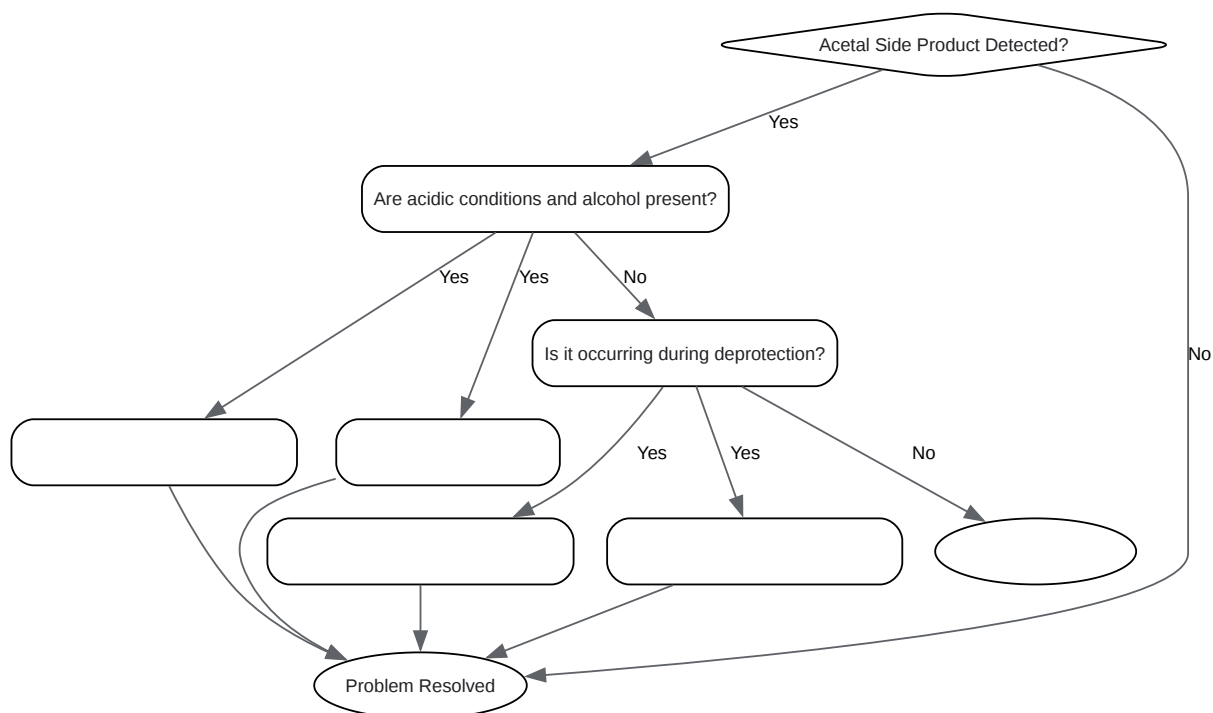 Acetal Side Product Detected?
Yes
Are acidic conditions and alcohol present?
Yes
Yes
No
Is it occurring during deprotection?
No
Yes
Yes
No
Problem Resolved